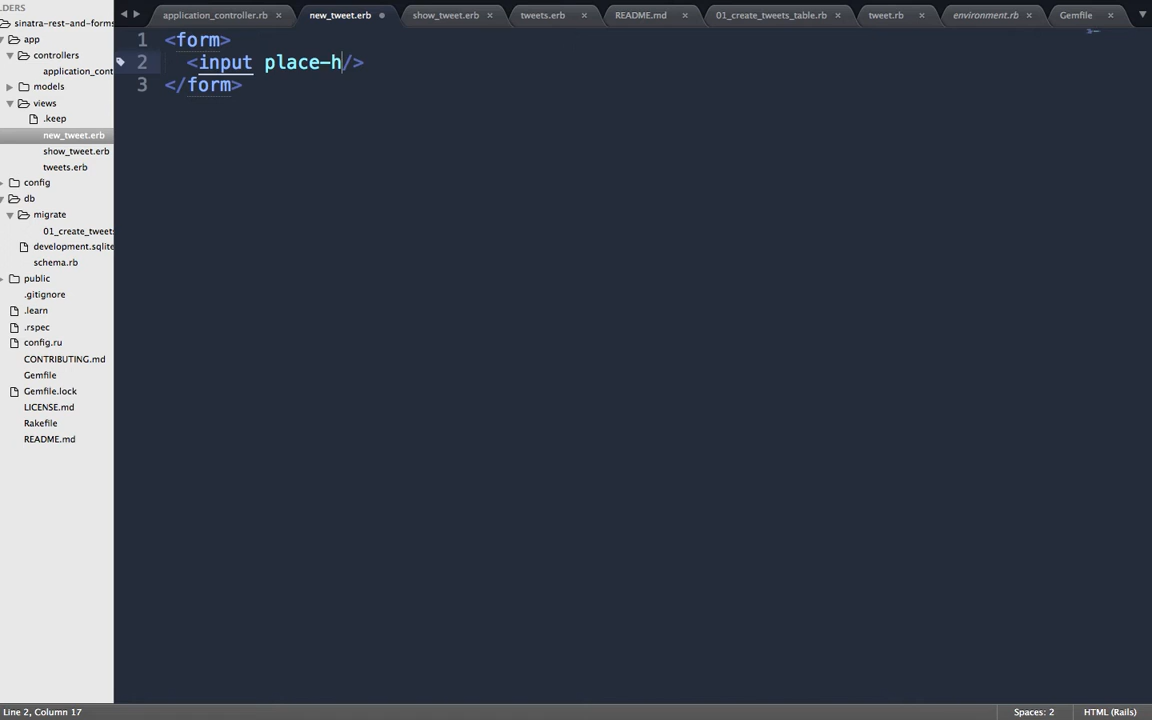 LDERS
sinatra-rest-and-forms
app
controllers
application_cont
models
views
.keep
new_tweet.erb
show_tweet.erb
tweets.erb
config
db
migrate
01_create_tweets
development.sqlite
schema.rb
public
.gitignore
.learn
.rspec
config.ru
CONTRIBUTING.md
Gemfile
Gemfile.lock
LICENSE.md
Rakefile
README.md
application_controller.rb
new_tweet.erb
show_tweet.erb
tweets.erb
README.md
01_create_tweets_table.rb
tweet.rb
environment.rb
Gemfile
1 <form>
2 <input place-h/>
3 </form>
Line 2, Column 17
Spaces: 2
HTML (Rails)